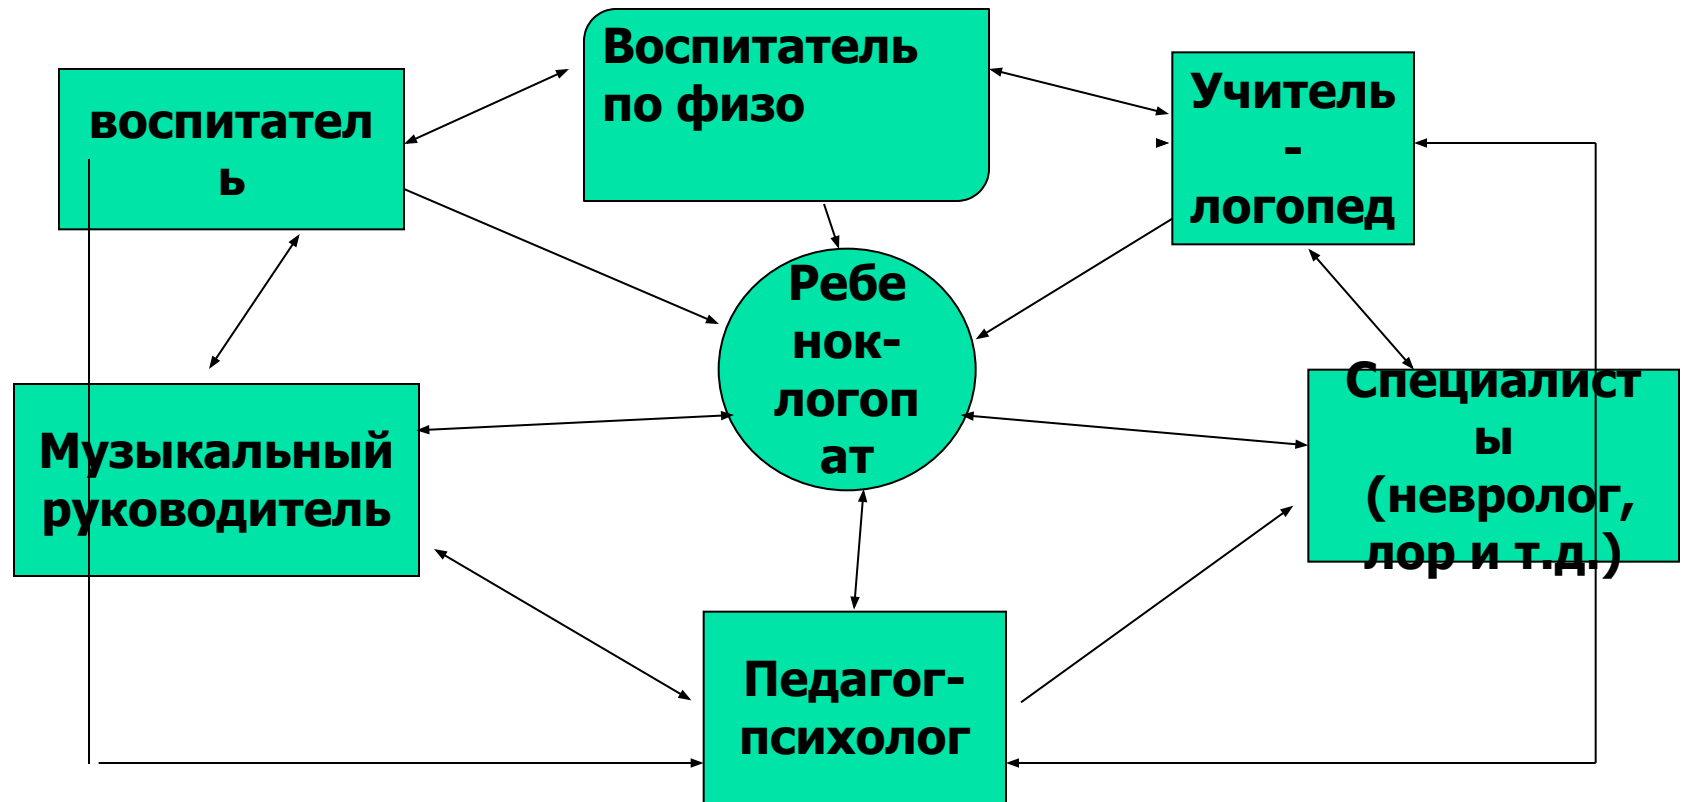 Воспитатель
по физо
воспитател
ь
Учитель
-
логопед
Ребе
нок-
логоп
ат
Музыкальный
руководитель
Специалист
ы
(невролог,
лор и т.д.)
Педагог-
психолог